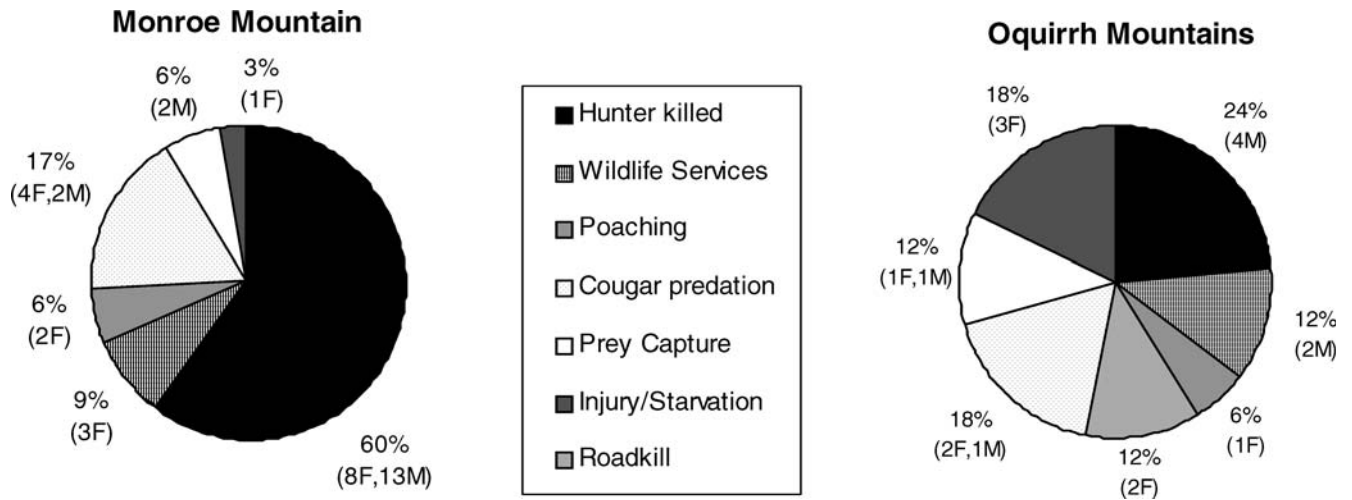 Monroe Mountain
3%
(1F)
6%
(2M)
17%
(4F,2M)
6%
(2F)
9%
(3F)
60%
(8F,13M)
Hunter killed
Wildlife Services
Poaching
Cougar predation
Prey Capture
Injury/Starvation
Roadkill
Oquirrh Mountains
18%
(3F)
24%
(4M)
12%
(1F,1M)
12%
(2M)
18%
(2F,1M)
6%
(1F)
12%
(2F)